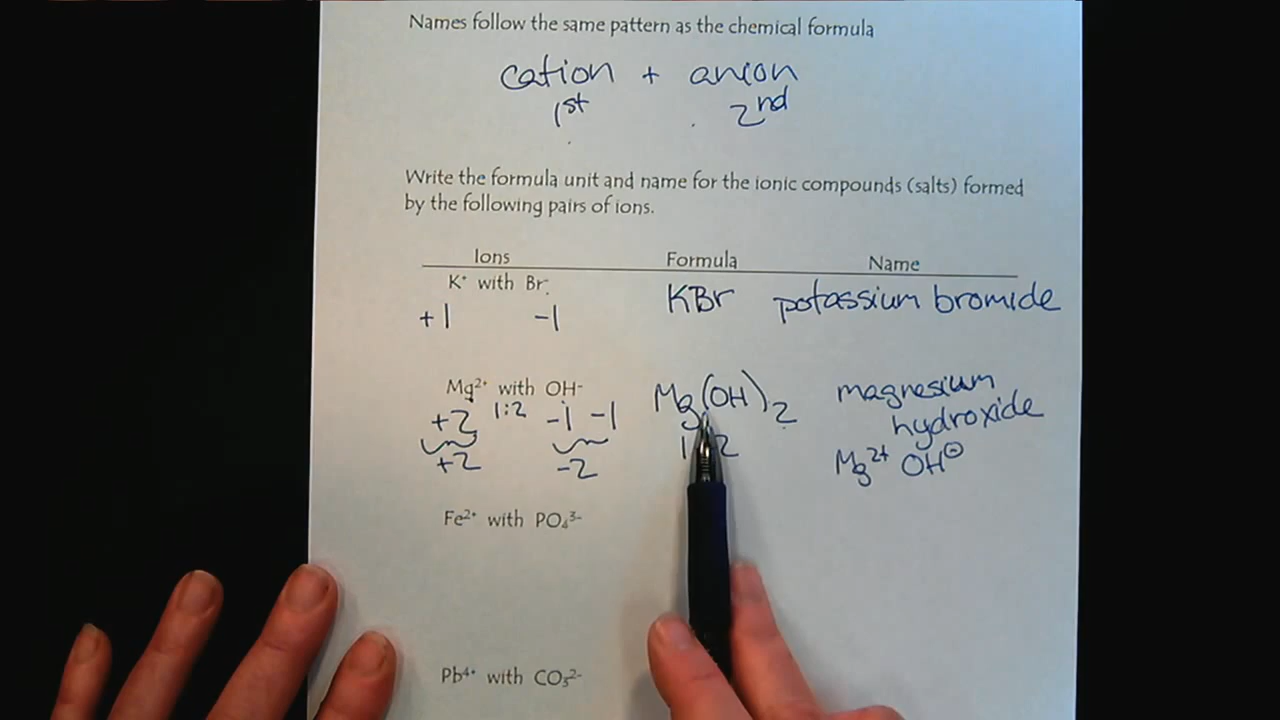 Names follow the same pattern as the chemical formula
cation + anion
1st 2nd
Write the formula unit and name for the ionic compounds (salts) formed
by the following pairs of ions.
Ions Formula Name
K⁺ with Br⁻ KBr potassium bromide
+1 -1
Mg²⁺ with OH⁻ Mg(OH)₂ magnesium
+2 1:2 -1 -1 hydroxide
+2 -2 1 2 Mg²⁺ OH⊖
Fe²⁺ with PO₄³⁻
Pb⁴⁺ with CO₃²⁻